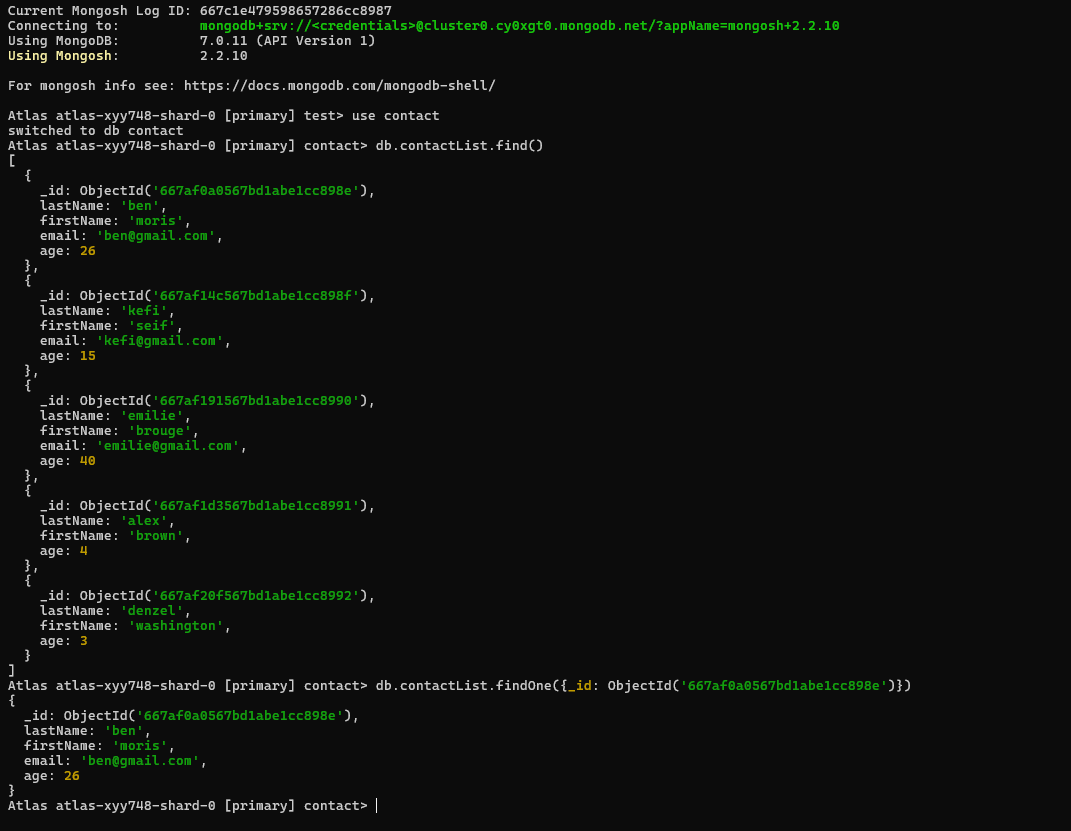 Current Mongosh Log ID: 667c1e479598657286cc8987
Connecting to:          mongodb+srv://<credentials>@cluster0.cy0xgt0.mongodb.net/?appName=mongosh+2.2.10
Using MongoDB:          7.0.11 (API Version 1)
Using Mongosh:          2.2.10

For mongosh info see: https://docs.mongodb.com/mongodb-shell/

Atlas atlas-xyy748-shard-0 [primary] test> use contact
switched to db contact
Atlas atlas-xyy748-shard-0 [primary] contact> db.contactList.find()
[
  {
    _id: ObjectId('667af0a0567bd1abe1cc898e'),
    lastName: 'ben',
    firstName: 'moris',
    email: 'ben@gmail.com',
    age: 26
  },
  {
    _id: ObjectId('667af14c567bd1abe1cc898f'),
    lastName: 'kefi',
    firstName: 'seif',
    email: 'kefi@gmail.com',
    age: 15
  },
  {
    _id: ObjectId('667af191567bd1abe1cc8990'),
    lastName: 'emilie',
    firstName: 'brouge',
    email: 'emilie@gmail.com',
    age: 40
  },
  {
    _id: ObjectId('667af1d3567bd1abe1cc8991'),
    lastName: 'alex',
    firstName: 'brown',
    age: 4
  },
  {
    _id: ObjectId('667af20f567bd1abe1cc8992'),
    lastName: 'denzel',
    firstName: 'washington',
    age: 3
  }
]
Atlas atlas-xyy748-shard-0 [primary] contact> db.contactList.findOne({_id: ObjectId('667af0a0567bd1abe1cc898e')})
{
  _id: ObjectId('667af0a0567bd1abe1cc898e'),
  lastName: 'ben',
  firstName: 'moris',
  email: 'ben@gmail.com',
  age: 26
}
Atlas atlas-xyy748-shard-0 [primary] contact>